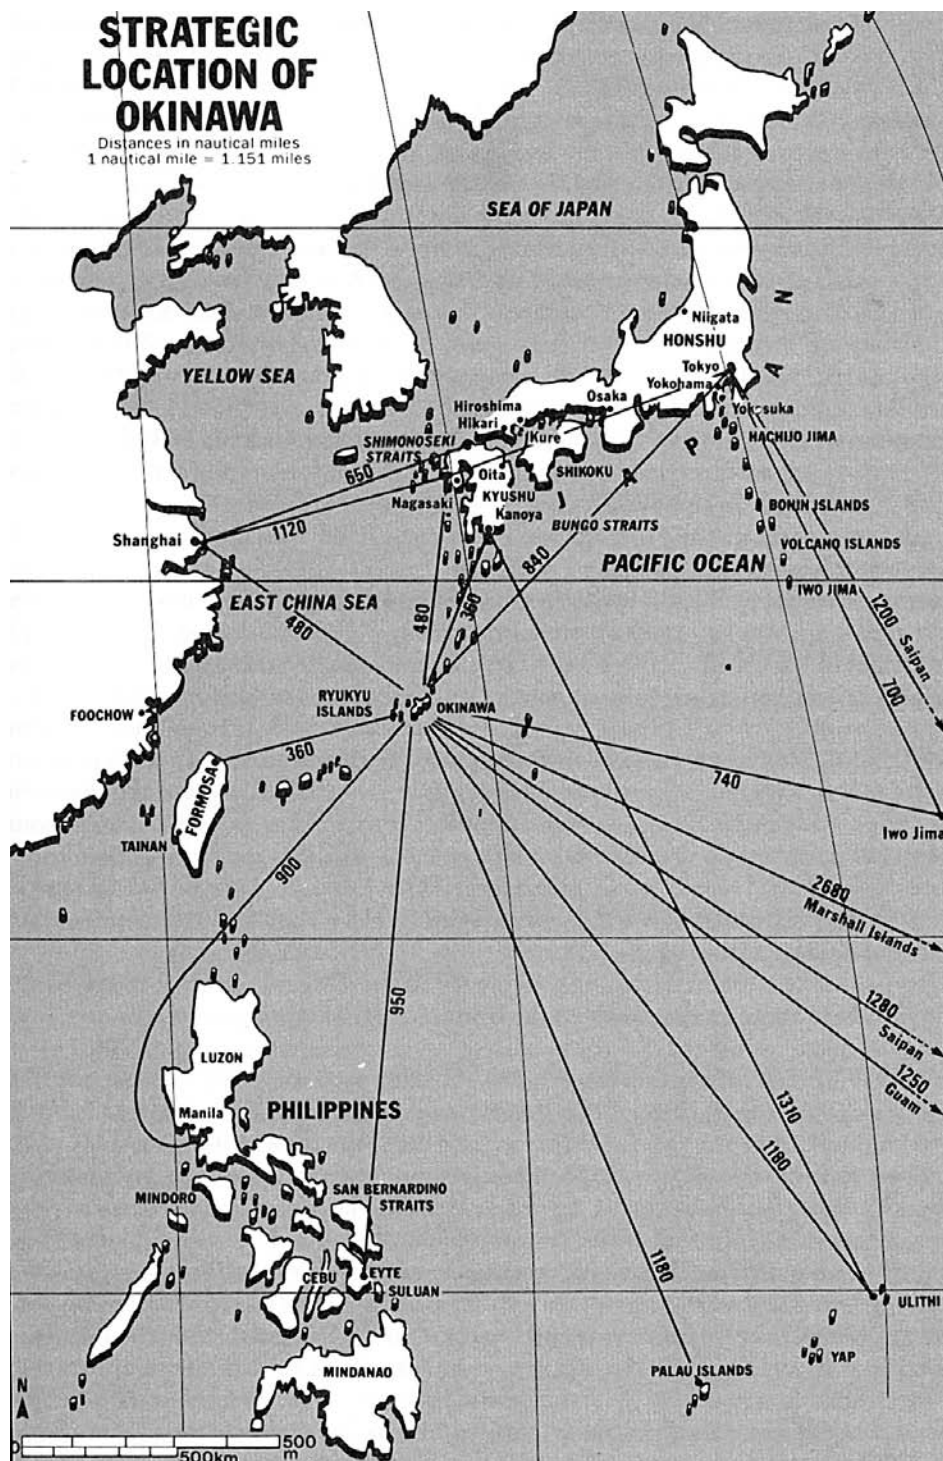 STRATEGIC
LOCATION OF
OKINAWA
Distances in nautical miles
1 nautical mile = 1.151 miles
SEA OF JAPAN
YELLOW SEA
JAPAN
Niigata
HONSHU
Tokyo
Yokohama
Yokosuka
Osaka
Hiroshima
Hikari
Kure
SHIMONOSEKI
STRAITS
HACHIJO JIMA
Oita
SHIKOKU
650
Nagasaki
KYUSHU
Kanoya
BONIN ISLANDS
1120
BUNGO STRAITS
Shanghai
VOLCANO ISLANDS
PACIFIC OCEAN
840
IWO JIMA
EAST CHINA SEA
480
480
360
1200
Saipan
700
RYUKYU
ISLANDS
OKINAWA
FOOCHOW
360
740
FORMOSA
TAINAN
Iwo Jima
900
2680
Marshall Islands
950
1280
Saipan
1250
Guam
LUZON
Manila
PHILIPPINES
1310
1180
MINDORO
SAN BERNARDINO
STRAITS
1180
CEBU
EYTE
SULUAN
ULITHI
YAP
MINDANAO
PALAU ISLANDS
N
0
500
m
500km